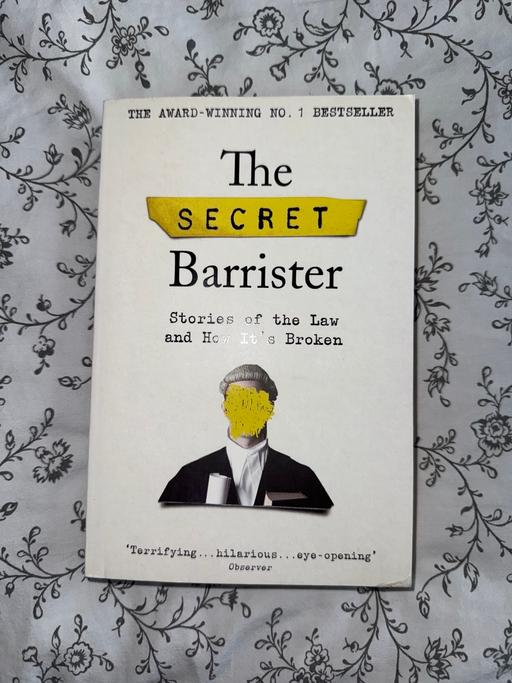 THE AWARD-WINNING NO. 1 BESTSELLER
The
SECRET
Barrister
Stories of the Law
and How It's Broken
'Terrifying...hilarious...eye-opening'
Observer